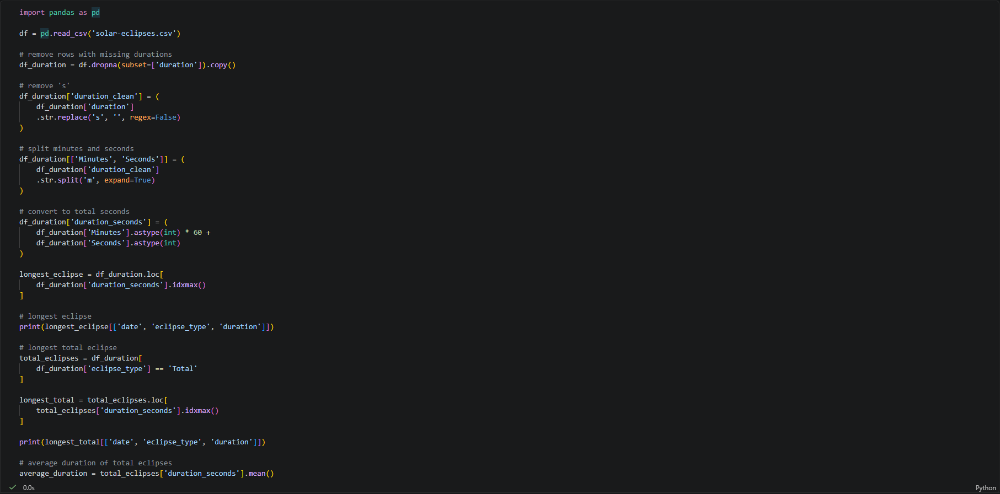 import pandas as pd
df = pd.read_csv('solar-eclipses.csv')
# remove rows with missing durations
df_duration = df.dropna(subset=['duration']).copy()
# remove 's'
df_duration['duration_clean'] = (
    df_duration['duration']
    .str.replace('s', '', regex=False)
)
# split minutes and seconds
df_duration[['Minutes', 'Seconds']] = (
    df_duration['duration_clean']
    .str.split('m', expand=True)
)
# convert to total seconds
df_duration['duration_seconds'] = (
    df_duration['Minutes'].astype(int) * 60 +
    df_duration['Seconds'].astype(int)
)
longest_eclipse = df_duration.loc[
    df_duration['duration_seconds'].idxmax()
]
# longest eclipse
print(longest_eclipse[['date', 'eclipse_type', 'duration']])
# longest total eclipse
total_eclipses = df_duration[
    df_duration['eclipse_type'] == 'Total'
]
longest_total = total_eclipses.loc[
    total_eclipses['duration_seconds'].idxmax()
]
print(longest_total[['date', 'eclipse_type', 'duration']])
# average duration of total eclipses
average_duration = total_eclipses['duration_seconds'].mean()
0.0s
Python